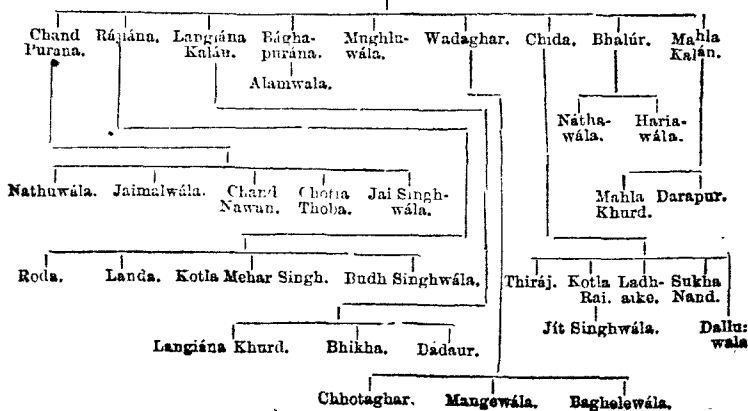 Chand Purana. Rájiána. Langiána Kalán. Bágha-purána. Mughlu-wála. Wadaghar. Chida. Bhalúr. Mahla Kalán.
Alamwala.
Nátha-wála. Haria-wála.
Nathuwála. Jaimalwála. Chand Nawan. Chotia Thoba. Jai Singh-wála.
Mahla Khurd. Darapur.
Roda. Landa. Kotla Mehar Singh. Budh Singhwála.
Thiráj. Kotla Rai. Ladh-aike. Sukha Nand.
Jít Singhwála. Dallu-wala
Langiána Khurd. Bhikha. Dadaur.
Chhotaghar. Mangewála. Baghelewála.